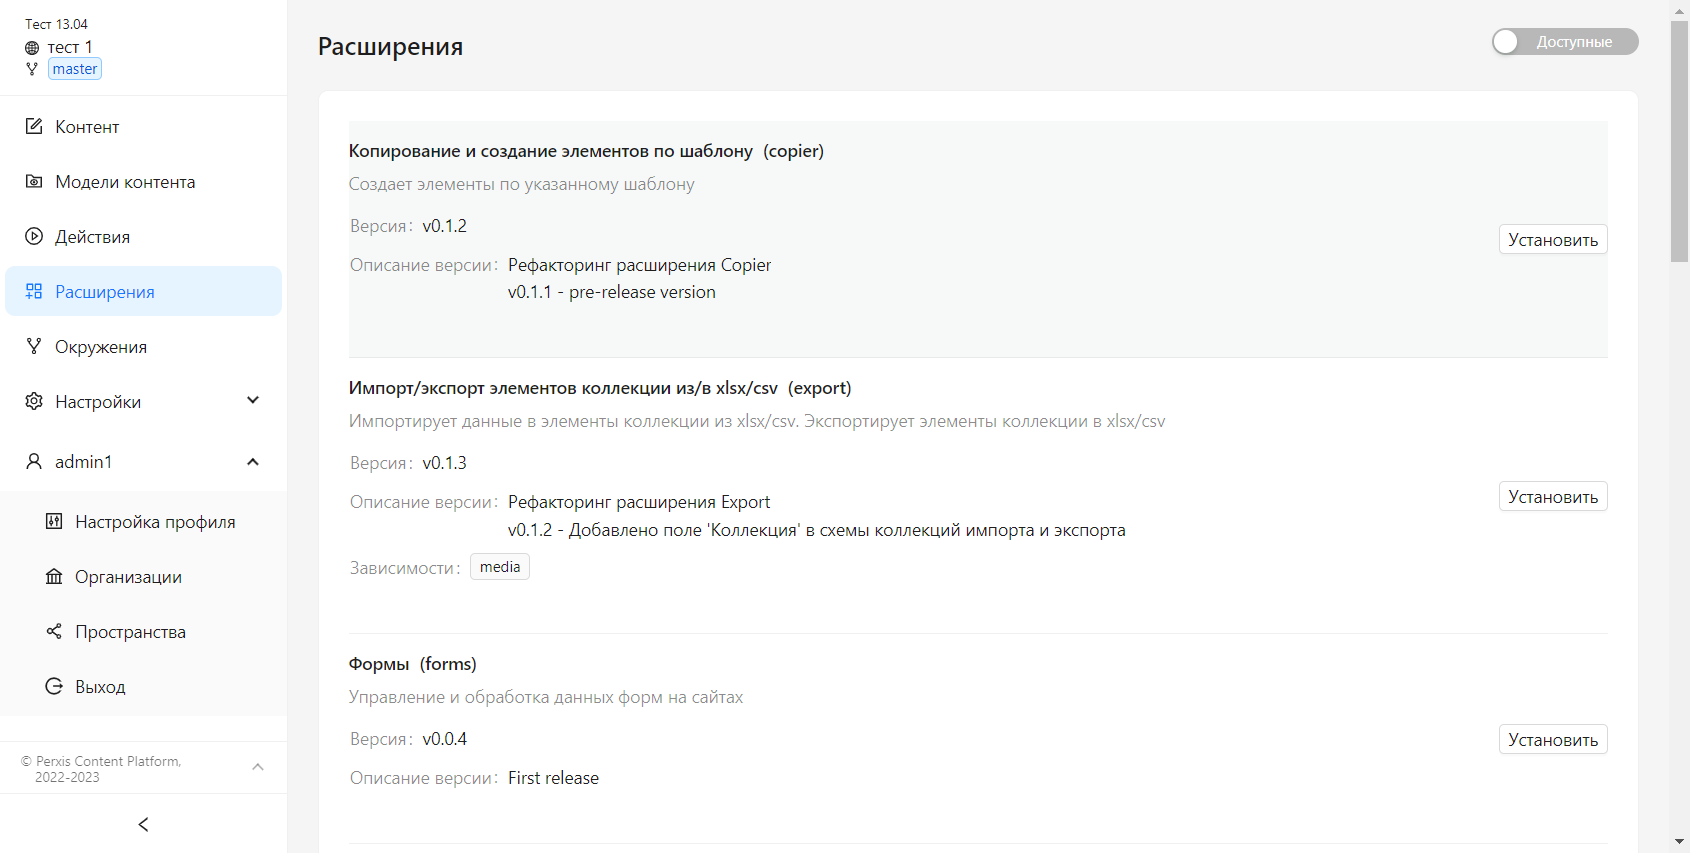 Тест 13.04
тест 1
master
Контент
Модели контента
Действия
Расширения
Окружения
Настройки
admin1
Настройка профиля
Организации
Пространства
Выход
© Perxis Content Platform,
2022-2023
Расширения
Доступные
Копирование и создание элементов по шаблону (copier)
Создает элементы по указанному шаблону
Версия: v0.1.2
Описание версии: Рефакторинг расширения Copier
v0.1.1 - pre-release version
Установить
Импорт/экспорт элементов коллекции из/в xlsx/csv (export)
Импортирует данные в элементы коллекции из xlsx/csv. Экспортирует элементы коллекции в xlsx/csv
Версия: v0.1.3
Описание версии: Рефакторинг расширения Export
v0.1.2 - Добавлено поле 'Коллекция' в схемы коллекций импорта и экспорта
Зависимости: media
Установить
Формы (forms)
Управление и обработка данных форм на сайтах
Версия: v0.0.4
Описание версии: First release
Установить